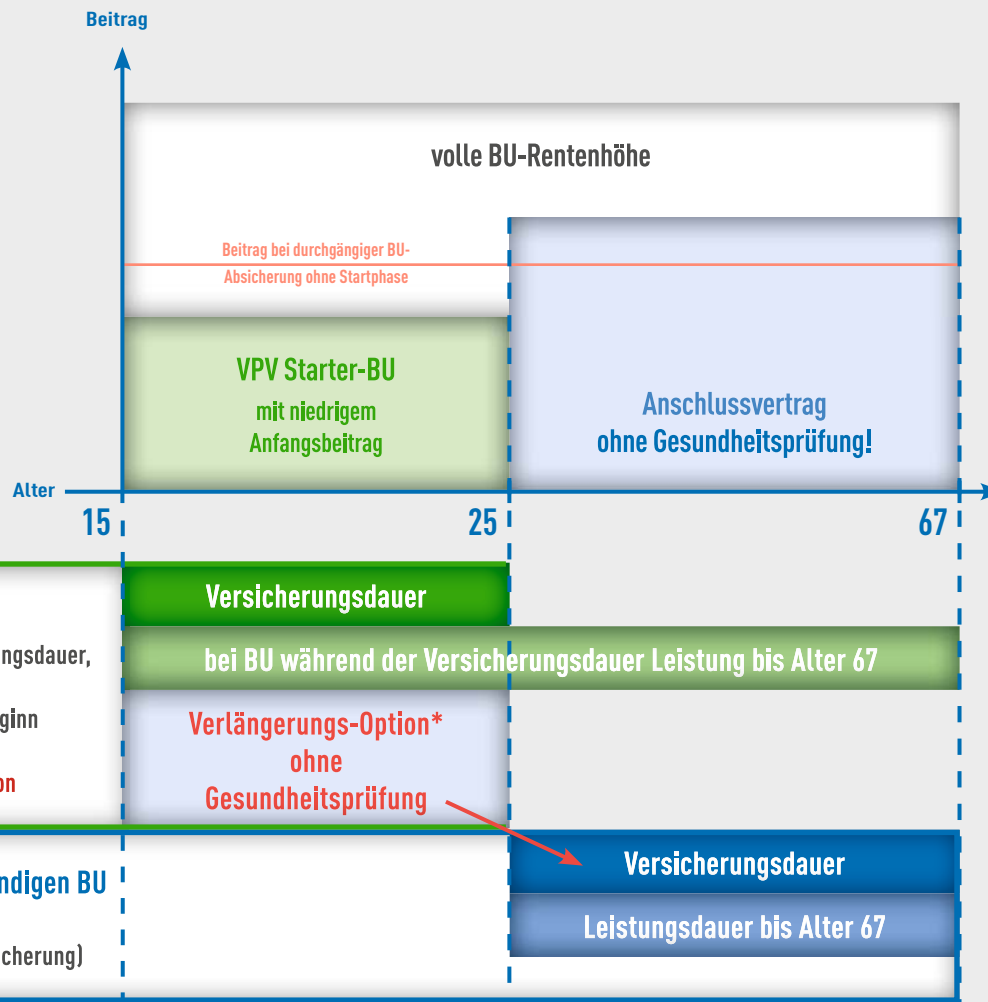 Beitrag
volle BU-Rentenhöhe
Beitrag bei durchgängiger BU-
Absicherung ohne Startphase
VPV Starter-BU
mit niedrigem
Anfangsbeitrag
Anschlussvertrag
ohne Gesundheitsprüfung!
Alter
15
25
67
Versicherungsdauer
ngsdauer,
bei BU während der Versicherungsdauer Leistung bis Alter 67
ginn
Verlängerungs-Option*
ohne
on
Gesundheitsprüfung
Versicherungsdauer
ndigen BU
Leistungsdauer bis Alter 67
cherung)